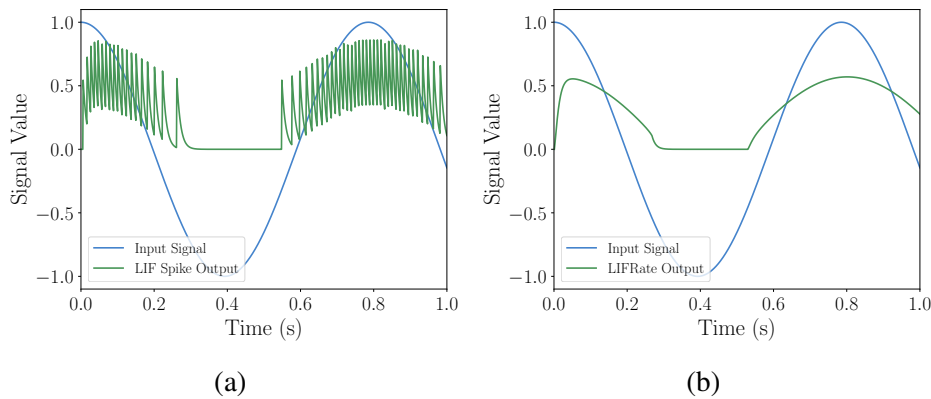 Signal Value
1.0
0.5
0.0
−0.5
−1.0
Input Signal
LIF Spike Output
0.0 0.2 0.4 0.6 0.8 1.0
Time (s)
(a)
Signal Value
1.0
0.5
0.0
−0.5
−1.0
Input Signal
LIFRate Output
0.0 0.2 0.4 0.6 0.8 1.0
Time (s)
(b)